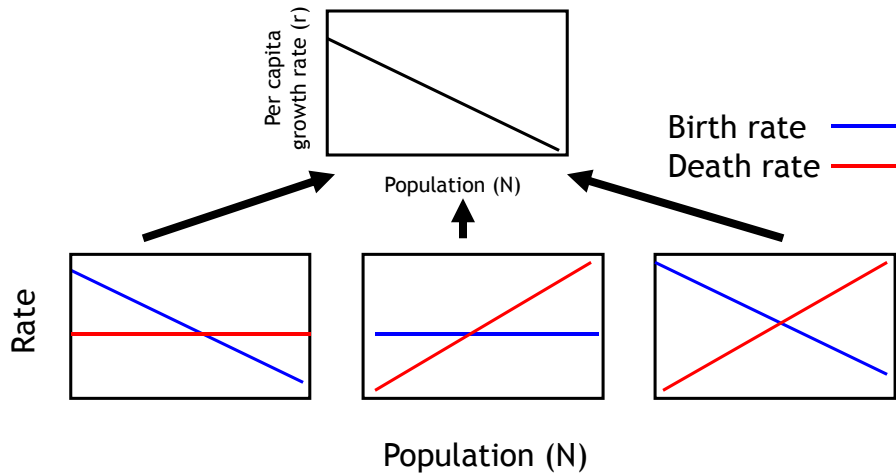 Per capita
growth rate (r)
Population (N)
Birth rate
Death rate
Rate
Population (N)